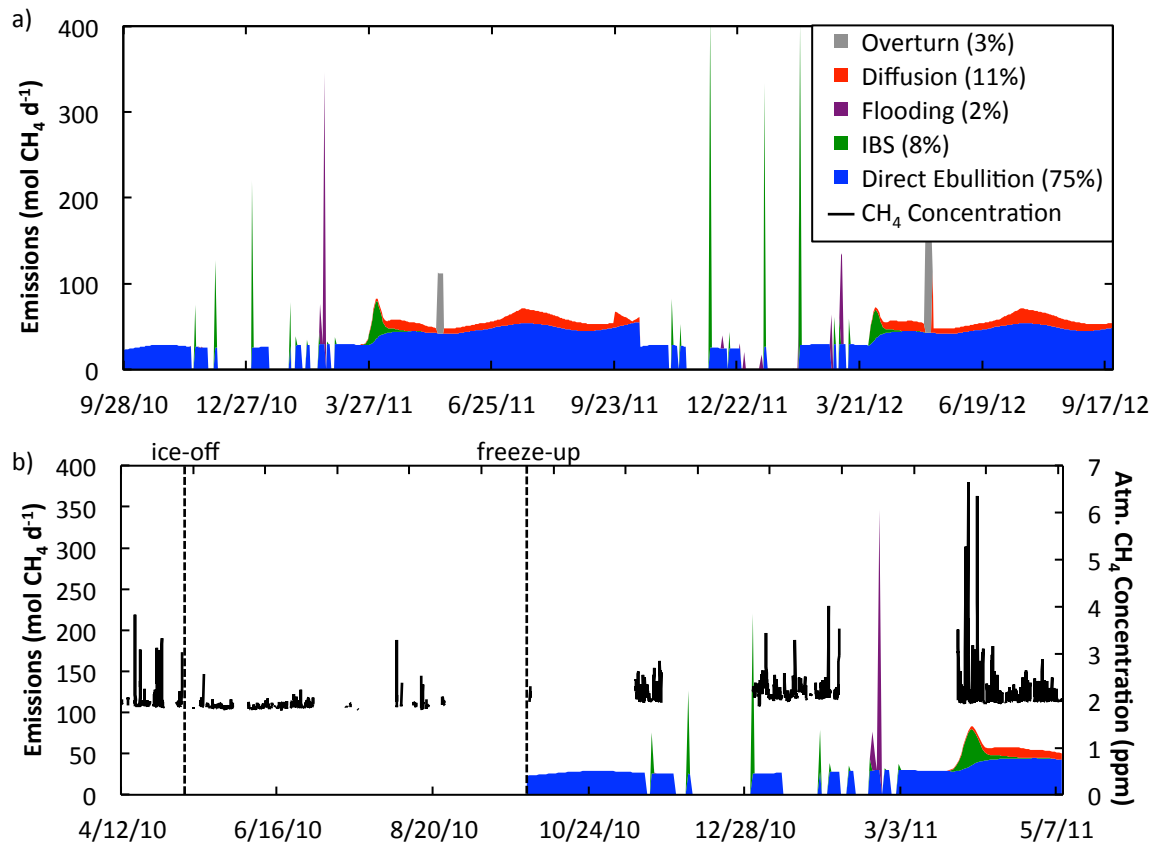 a)
Emissions (mol CH₄ d⁻¹)
400
300
200
100
0
Overturn (3%)
Diffusion (11%)
Flooding (2%)
IBS (8%)
Direct Ebullition (75%)
CH₄ Concentration
9/28/10 12/27/10 3/27/11 6/25/11 9/23/11 12/22/11 3/21/12 6/19/12 9/17/12
b)
ice-off freeze-up
Emissions (mol CH₄ d⁻¹)
400
350
300
250
200
150
100
50
0
7
6
5
4
3
2
1
0
Atm. CH₄ Concentration (ppm)
4/12/10 6/16/10 8/20/10 10/24/10 12/28/10 3/3/11 5/7/11